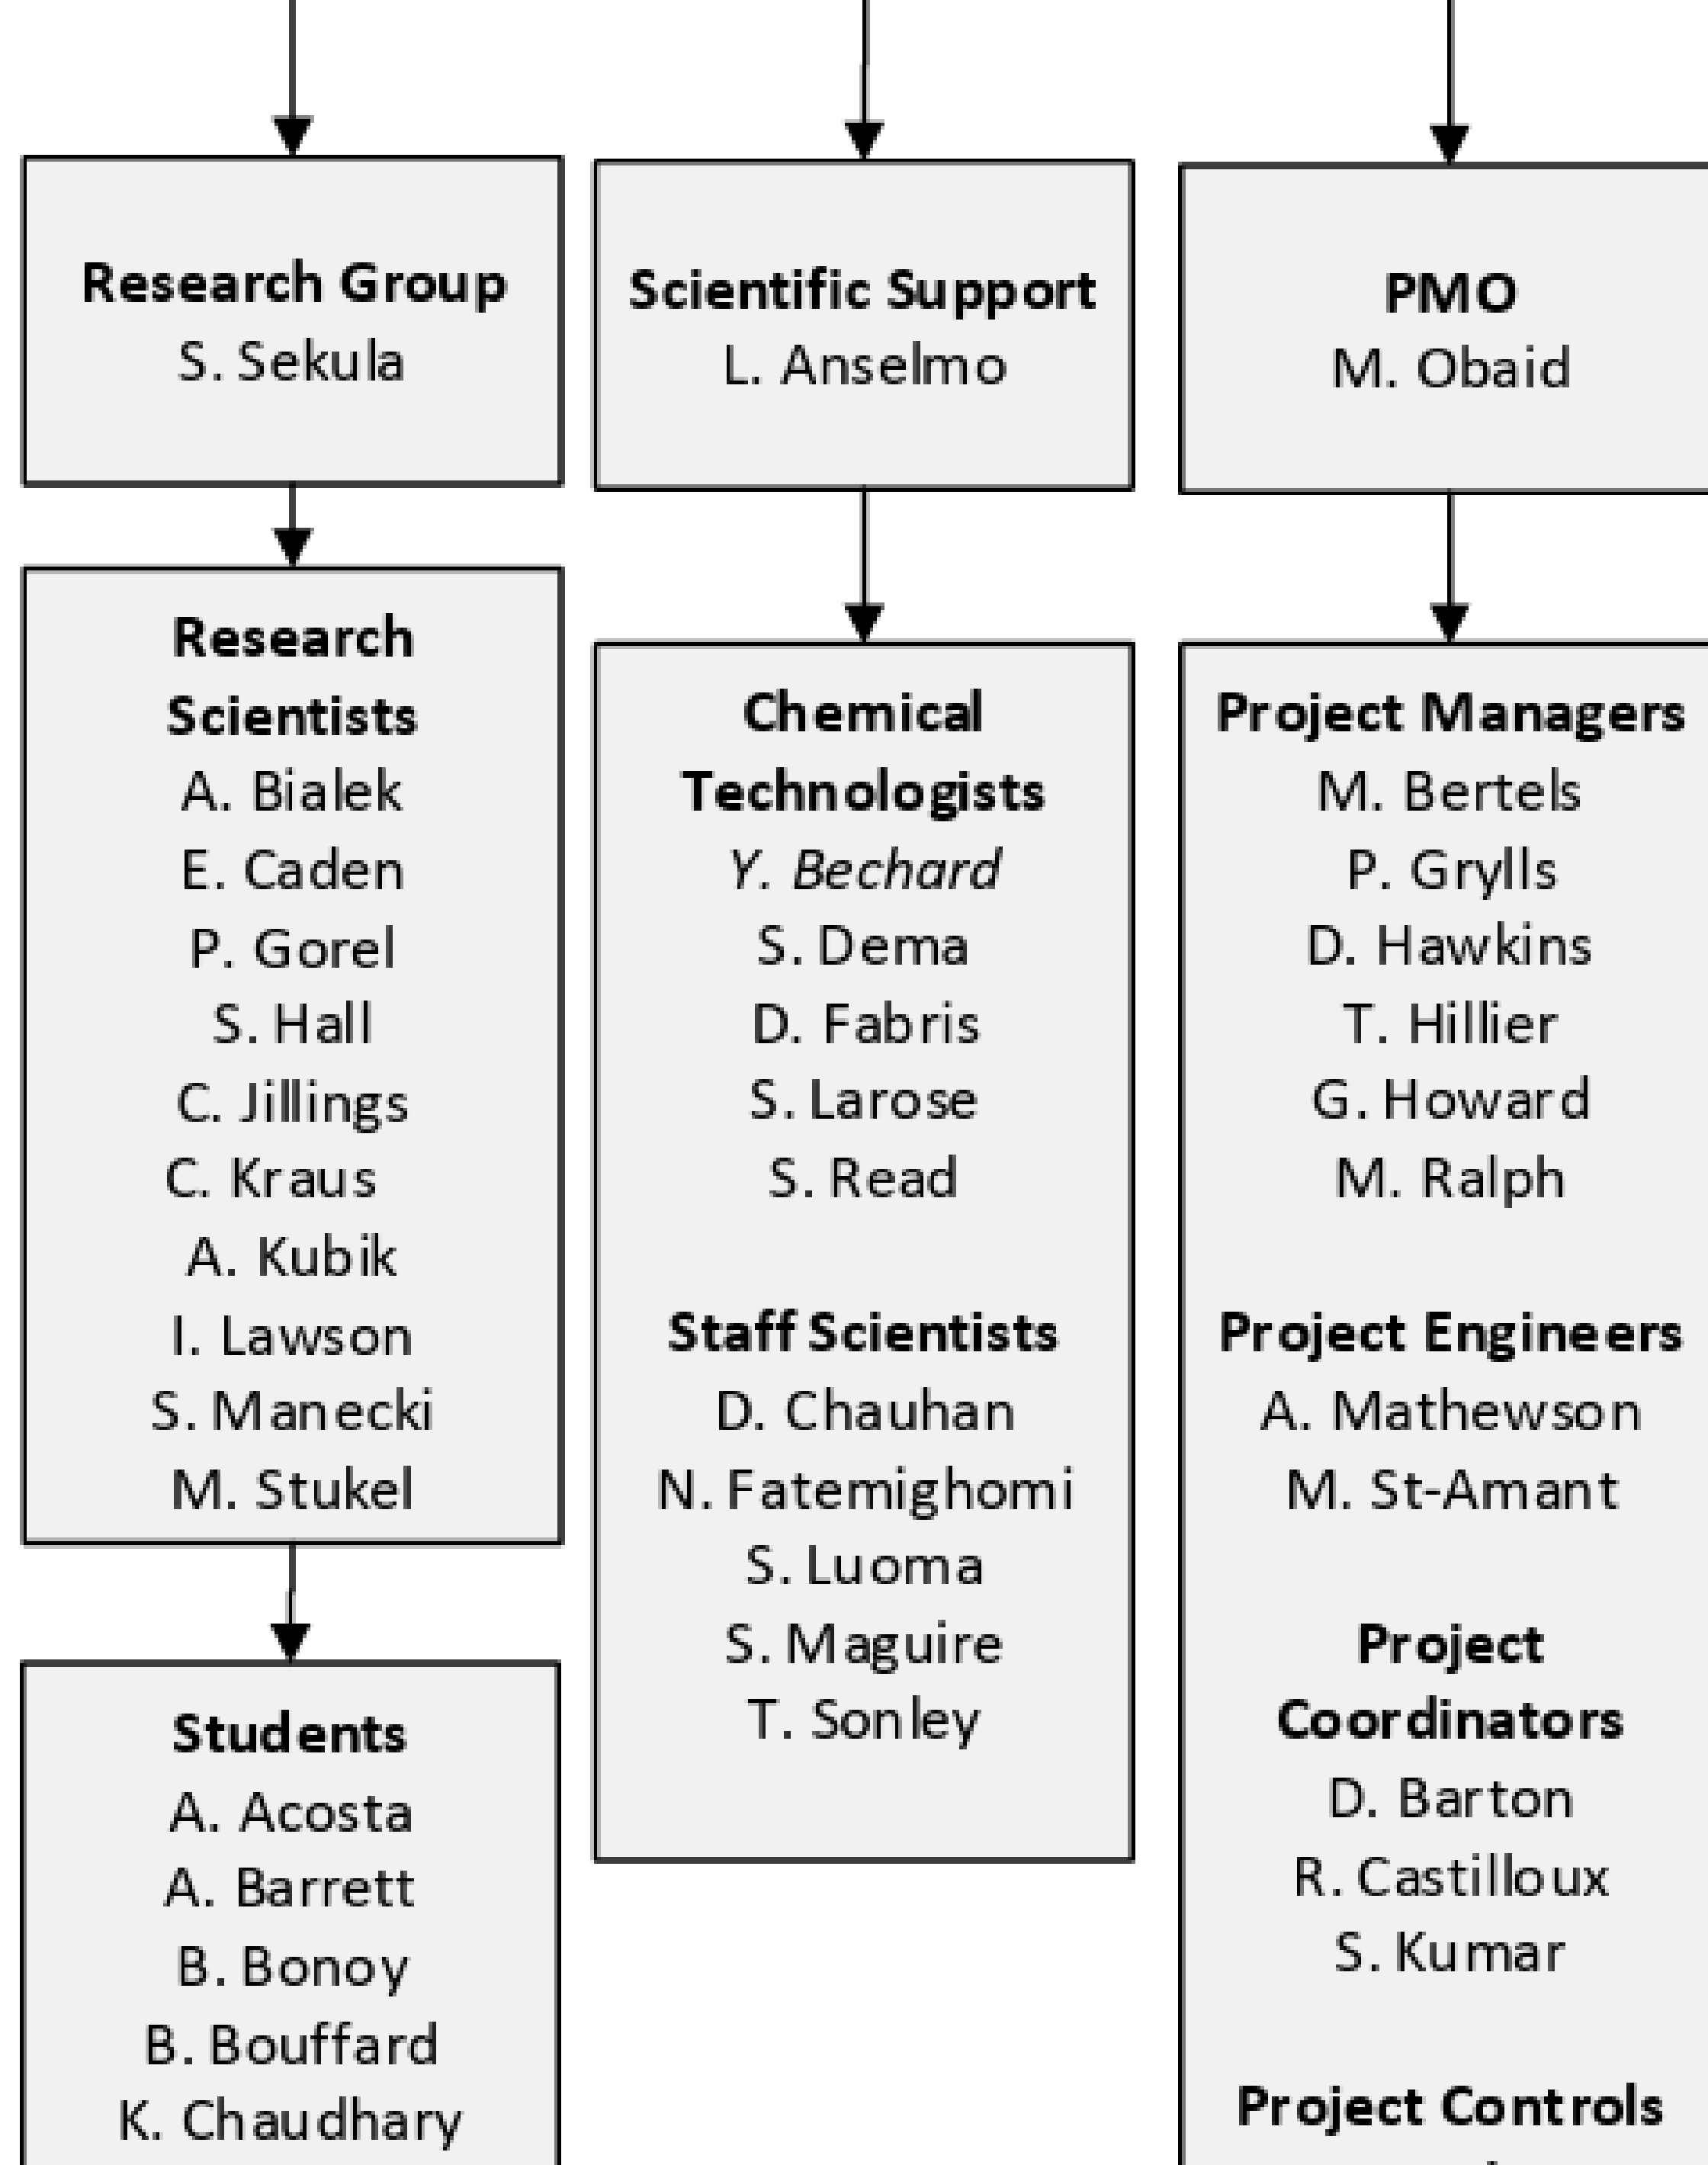 Research Group
S. Sekula
Scientific Support
L. Anselmo
PMO
M. Obaid
Research
Scientists
A. Bialek
E. Caden
P. Gorel
S. Hall
C. Jillings
C. Kraus
A. Kubik
I. Lawson
S. Manecki
M. Stukel
Students
A. Acosta
A. Barrett
B. Bonoy
B. Bouffard
K. Chaudhary
Chemical
Technologists
Y. Bechard
S. Dema
D. Fabris
S. Larose
S. Read
Staff Scientists
D. Chauhan
N. Fatemighomi
S. Luoma
S. Maguire
T. Sonley
Project Managers
M. Bertels
P. Grylls
D. Hawkins
T. Hillier
G. Howard
M. Ralph
Project Engineers
A. Mathewson
M. St-Amant
Project
Coordinators
D. Barton
R. Castilloux
S. Kumar
Project Controls